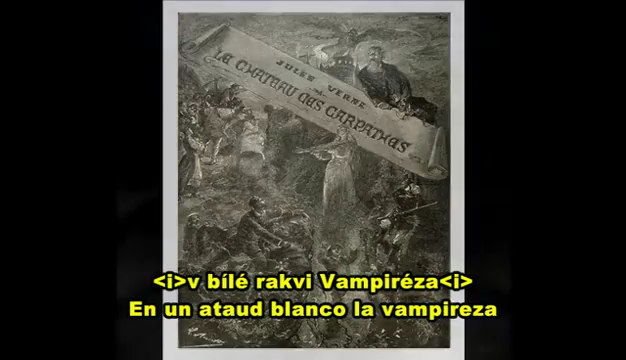 JULES VERNE
LE CHATEAU DES CARPATHES
<i>v bílé rakvi Vampiréza<i>
En un ataud blanco la vampireza